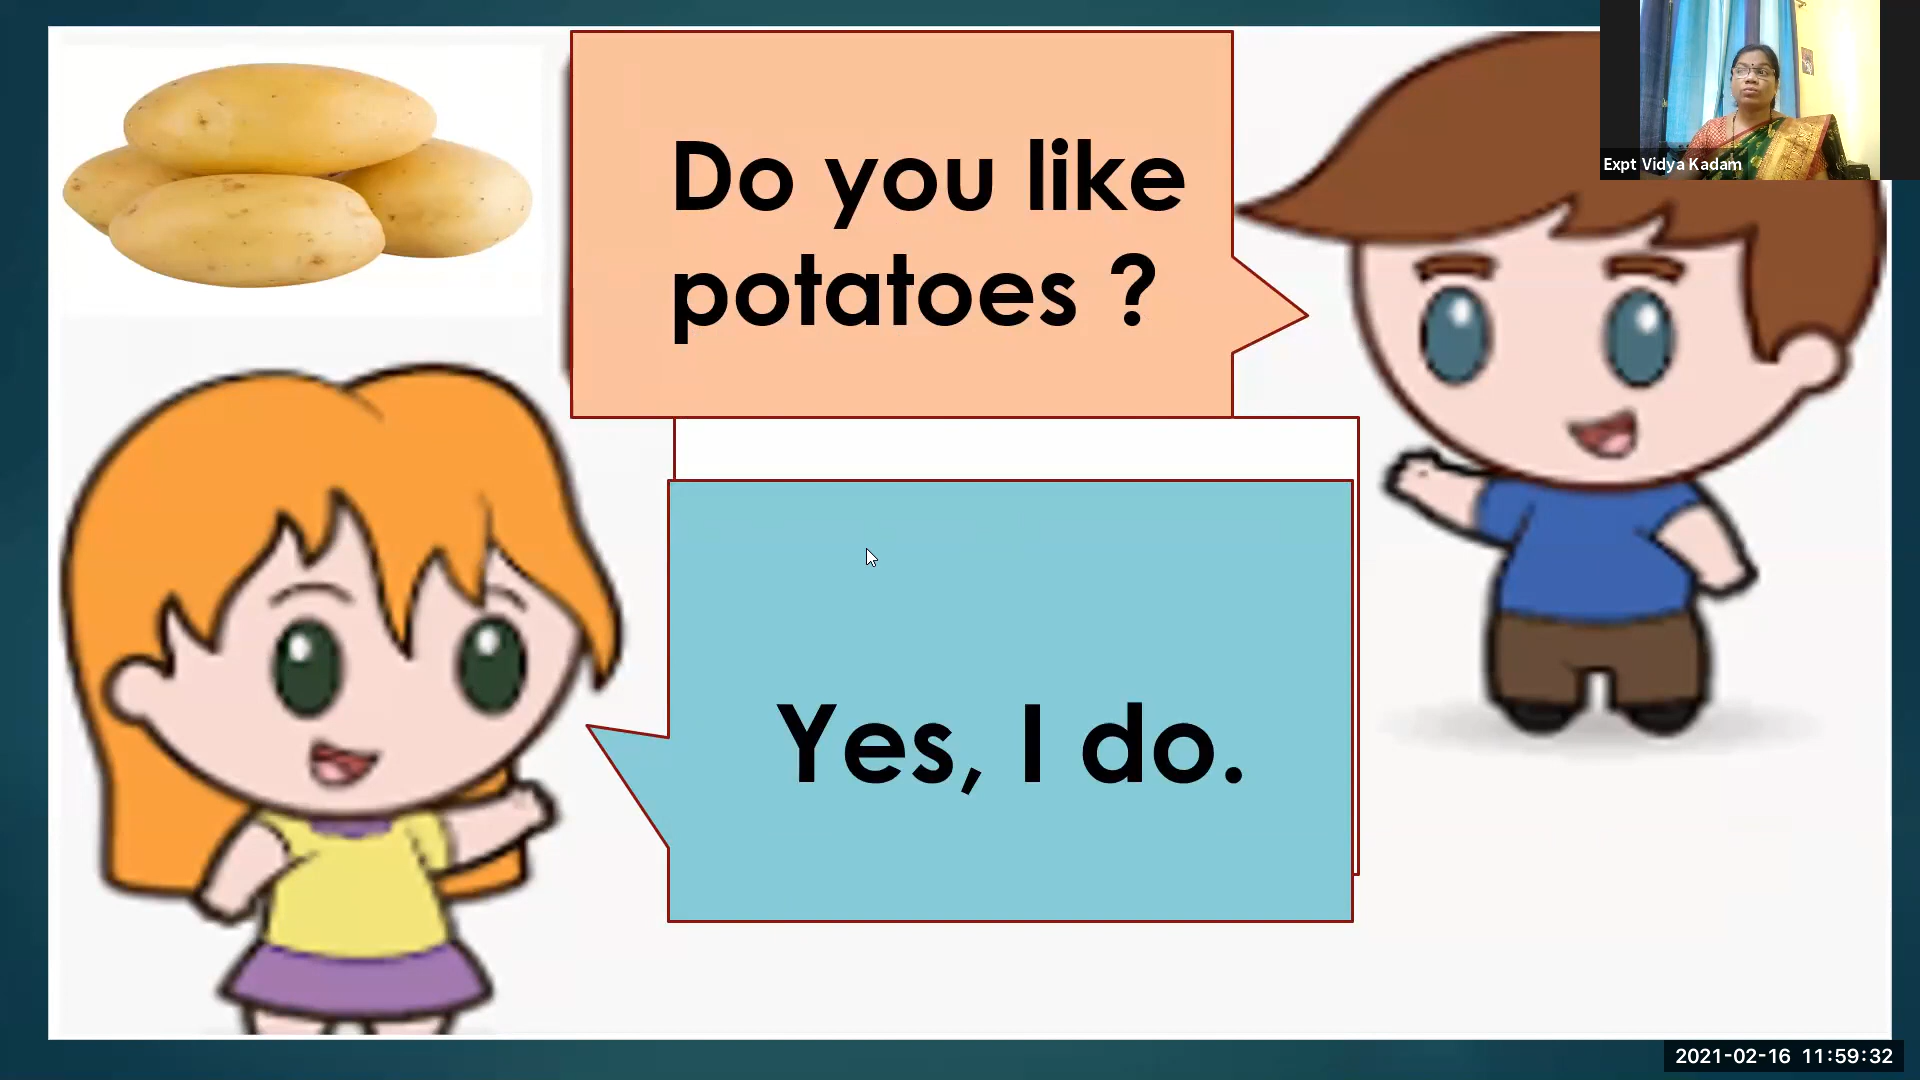 Do you like
potatoes ?
Expt Vidya Kadam
Yes, I do.
2021-02-16 11:59:32